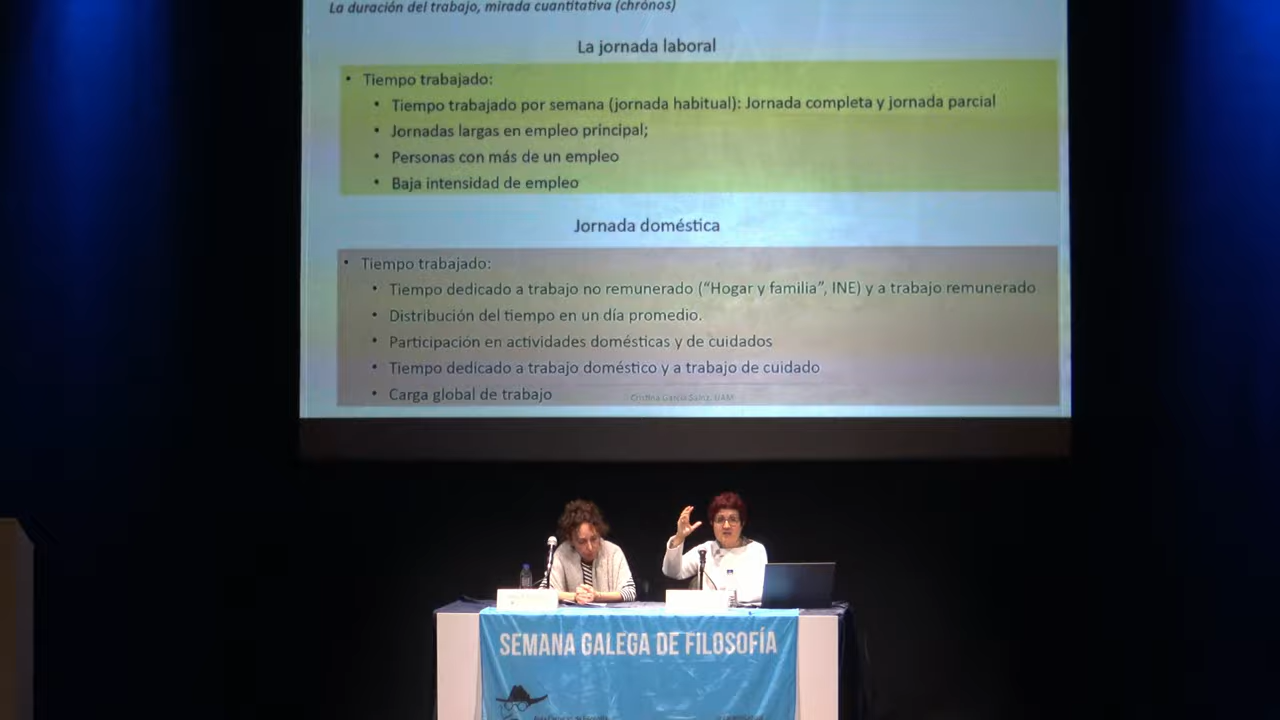 La duración del trabajo, mirada cuantitativa (chrónos)
La jornada laboral
• Tiempo trabajado:
• Tiempo trabajado por semana (jornada habitual): Jornada completa y jornada parcial
• Jornadas largas en empleo principal;
• Personas con más de un empleo
• Baja intensidad de empleo
Jornada doméstica
• Tiempo trabajado:
• Tiempo dedicado a trabajo no remunerado (“Hogar y familia”, INE) y a trabajo remunerado
• Distribución del tiempo en un día promedio.
• Participación en actividades domésticas y de cuidados
• Tiempo dedicado a trabajo doméstico y a trabajo de cuidado
• Carga global de trabajo
Cristina García Sainz. UAM
SEMANA GALEGA DE FILOSOFÍA